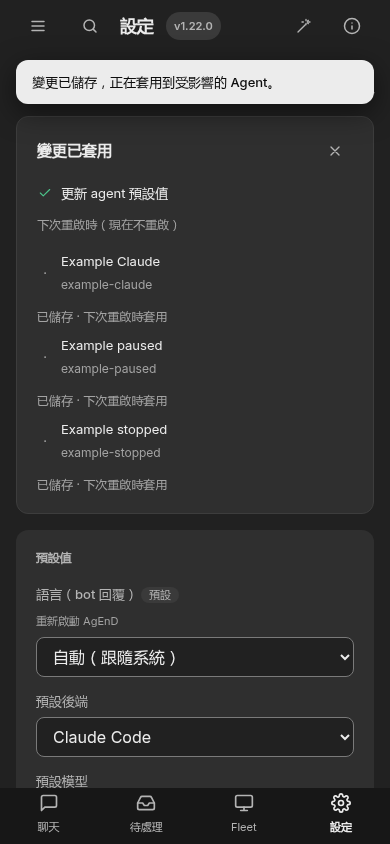 設定 v1.22.0
變更已儲存，正在套用到受影響的 Agent。
變更已套用
更新 agent 預設值
下次重啟時（現在不重啟）
Example Claude
example-claude
已儲存 · 下次重啟時套用
Example paused
example-paused
已儲存 · 下次重啟時套用
Example stopped
example-stopped
已儲存 · 下次重啟時套用
預設值
語言（bot 回覆） 預設
重新啟動 AgEnD
自動（跟隨系統）
預設後端
Claude Code
預設模型
聊天 待處理 Fleet 設定